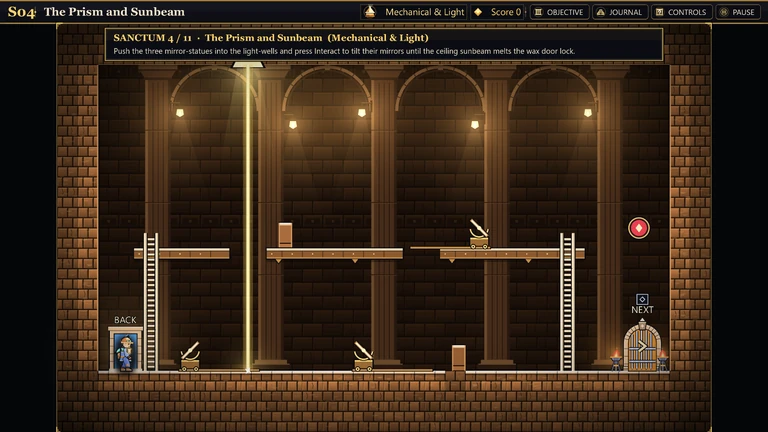 S04 The Prism and Sunbeam
Mechanical & Light
Score 0
OBJECTIVE
JOURNAL
CONTROLS
PAUSE
SANCTUM 4 / 11 · The Prism and Sunbeam (Mechanical & Light)
Push the three mirror-statues into the light-wells and press Interact to tilt their mirrors until the ceiling sunbeam melts the wax door lock.
BACK
NEXT